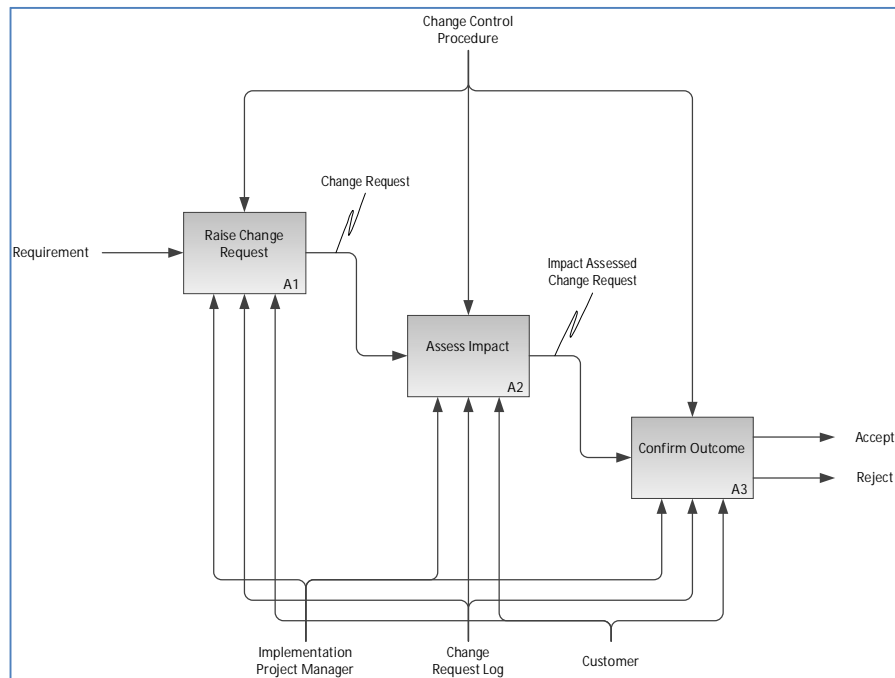 Change Control
Procedure
Change Request
Raise Change
Request
A1
Requirement
Impact Assessed
Change Request
Assess Impact
A2
Confirm Outcome
A3
Accept
Reject
Implementation
Project Manager
Change
Request Log
Customer